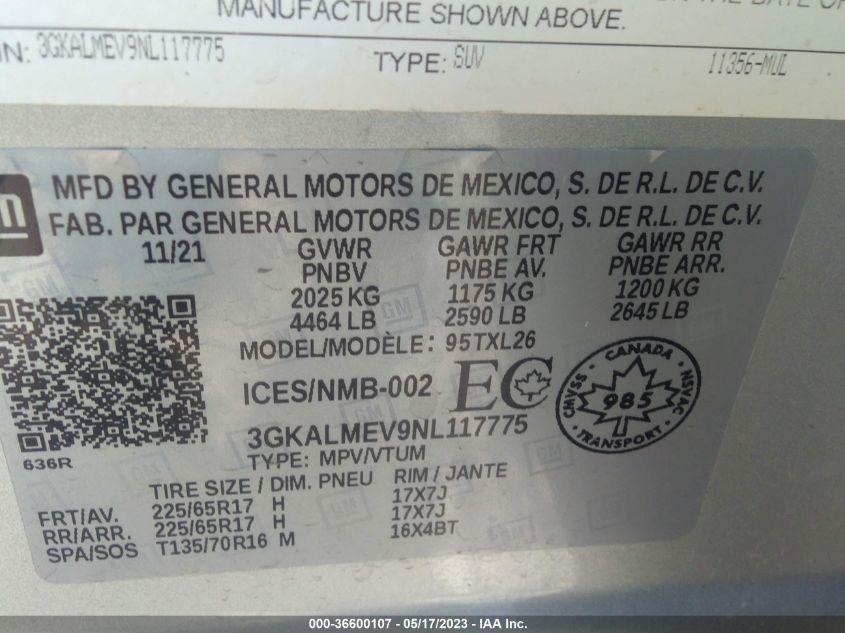 MANUFACTURE SHOWN ABOVE.
IN: 3GKALMEV9NL117775 TYPE: SUV 11356-MUL
gm
MFD BY GENERAL MOTORS DE MEXICO, S. DE R.L. DE C.V.
FAB. PAR GENERAL MOTORS DE MEXICO, S. DE R.L. DE C.V.
11/21 GVWR GAWR FRT GAWR RR
PNBV PNBE AV. PNBE ARR.
2025 KG 1175 KG 1200 KG
4464 LB 2590 LB 2645 LB
MODEL/MODÈLE: 95TXL26
ICES/NMB-002 EC
CANADA
CMVSS 985 NSVAC
TRANSPORT
3GKALMEV9NL117775
636R
TYPE: MPV/VTUM
TIRE SIZE / DIM. PNEU RIM / JANTE
FRT/AV. 225/65R17 H 17X7J
RR/ARR. 225/65R17 H 17X7J
SPA/SOS T135/70R16 M 16X4BT
000-36600107 - 05/17/2023 - IAA Inc.